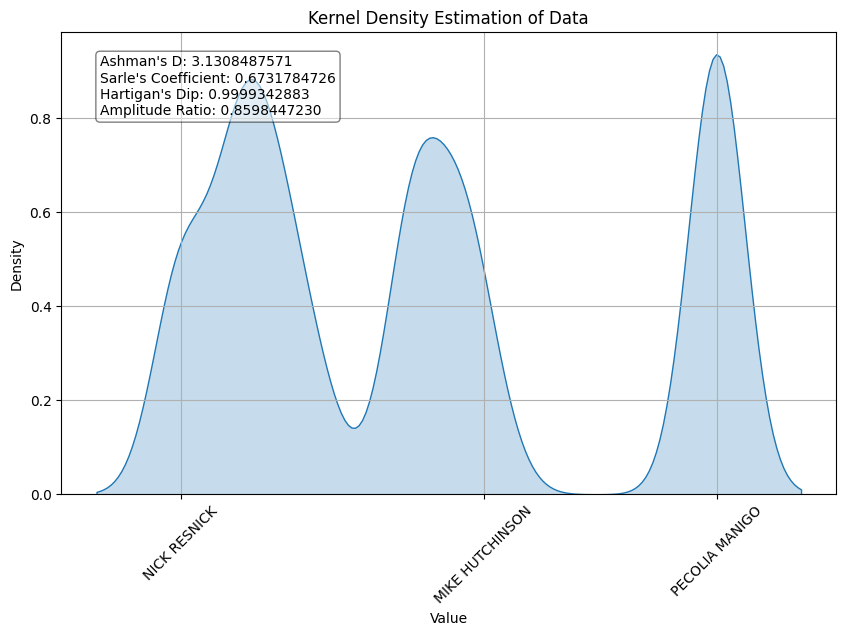 Kernel Density Estimation of Data
Ashman's D: 3.1308487571
Sarle's Coefficient: 0.6731784726
Hartigan's Dip: 0.9999342883
Amplitude Ratio: 0.8598447230
Density
0.8
0.6
0.4
0.2
0.0
NICK RESNICK
MIKE HUTCHINSON
PECOLIA MANIGO
Value